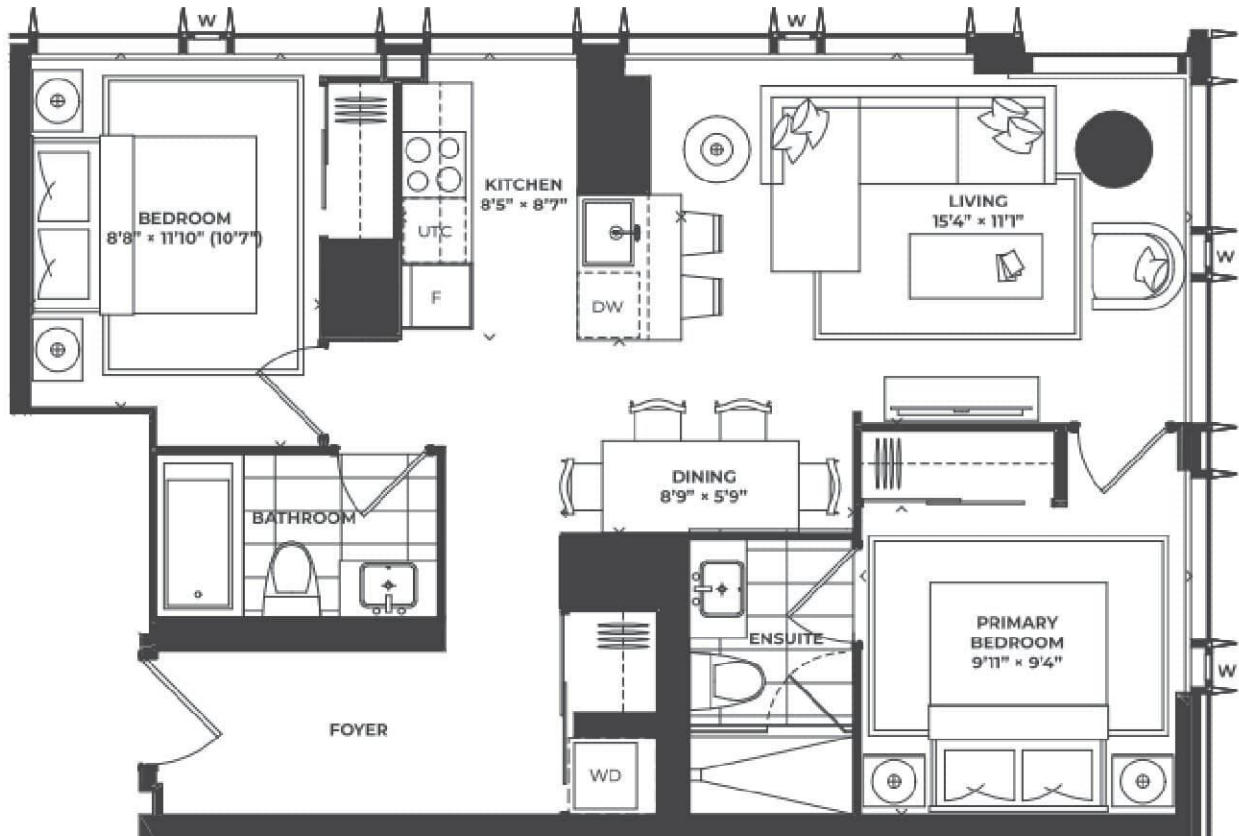 W
W
BEDROOM
8'8" × 11'10" (10'7")
KITCHEN
8'5" × 8'7"
UTC
F
DW
LIVING
15'4" × 11'1"
W
DINING
8'9" × 5'9"
BATHROOM
ENSUITE
PRIMARY
BEDROOM
9'11" × 9'4"
W
FOYER
WD